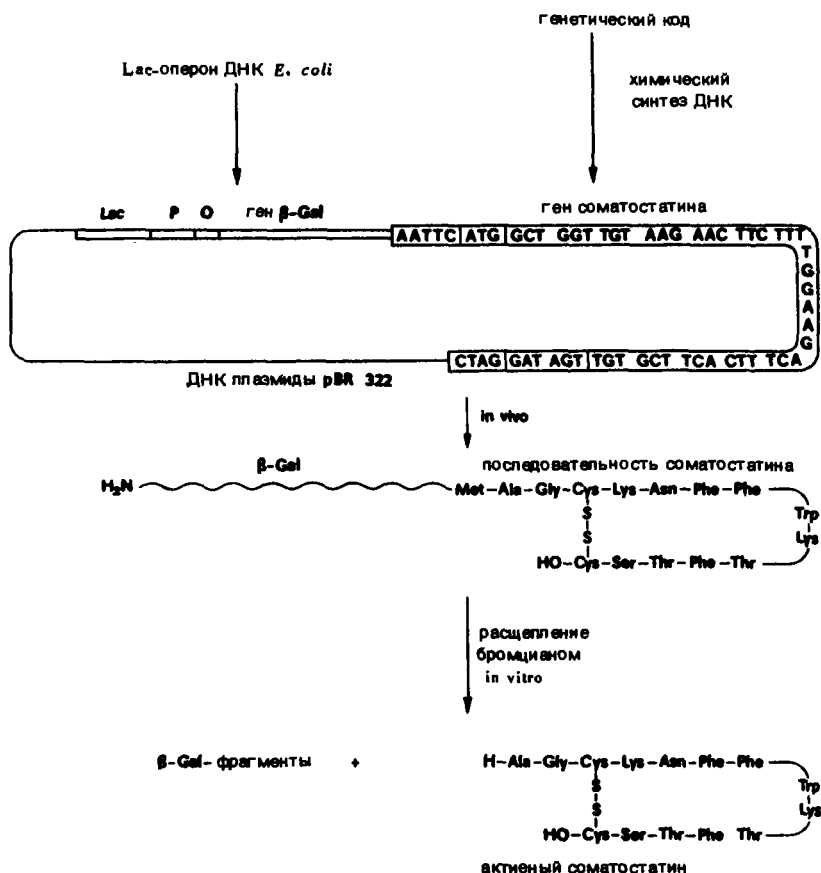 генетический код
Lac-оперон ДНК E. coli
химический
синтез ДНК
Lac P O ген β-Gal ген соматостатина
AATTC ATG GCT GGT TGT AAG AAC TTC TTT
T
G
G
A
A
G
CTAG GAT AGT TGT GCT TCA CTT TCA
ДНК плазмиды pBR 322
in vivo
β-Gal последовательность соматостатина
H₂N Met–Ala–Gly–Cys–Lys–Asn–Phe–Phe
S Trp
S Lys
HO–Cys–Ser–Thr–Phe–Thr
расщепление
бромцианом
in vitro
β-Gal-фрагменты + H–Ala–Gly–Cys–Lys–Asn–Phe–Phe
S Trp
S Lys
HO–Cys–Ser–Thr–Phe Thr
активный соматостатин